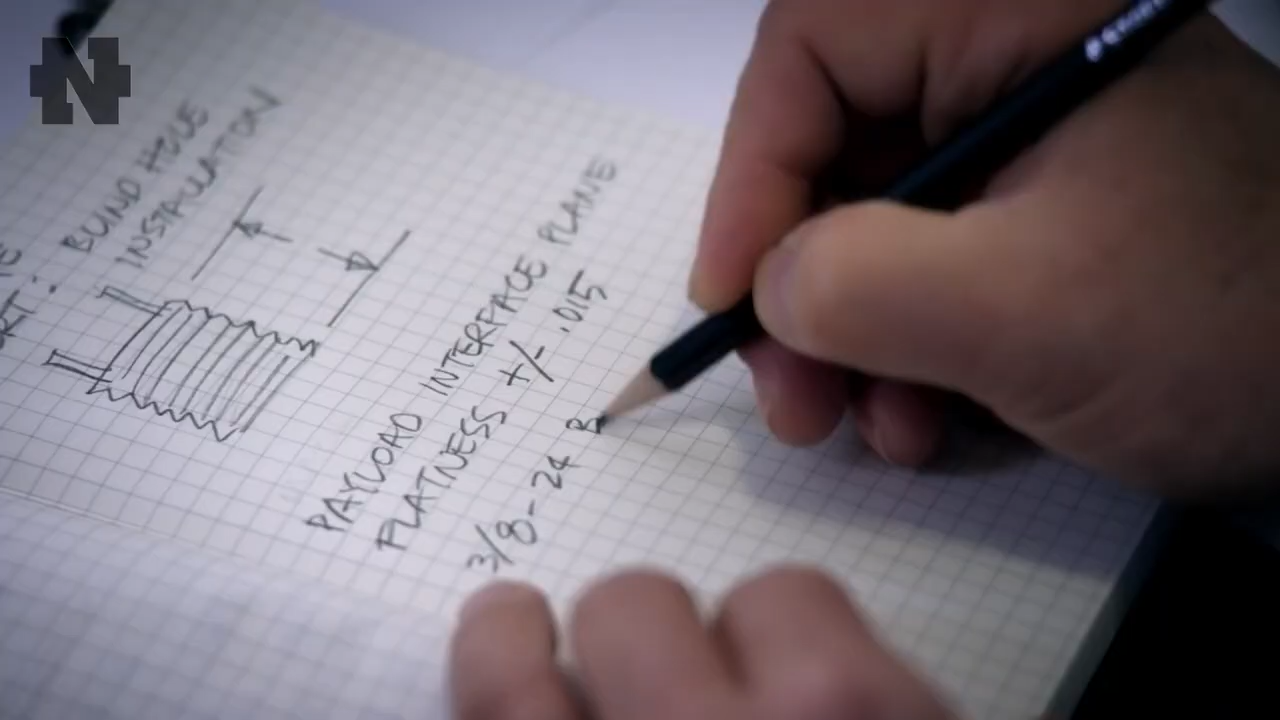 BLIND HOLE
INSTALLATION
PAYLOAD INTERFACE PLANE
FLATNESS +/- .015
3/8-24
N